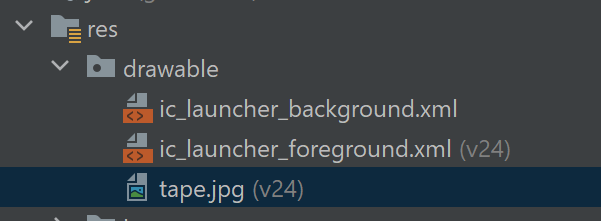 res
drawable
ic_launcher_background.xml
ic_launcher_foreground.xml (v24)
tape.jpg (v24)